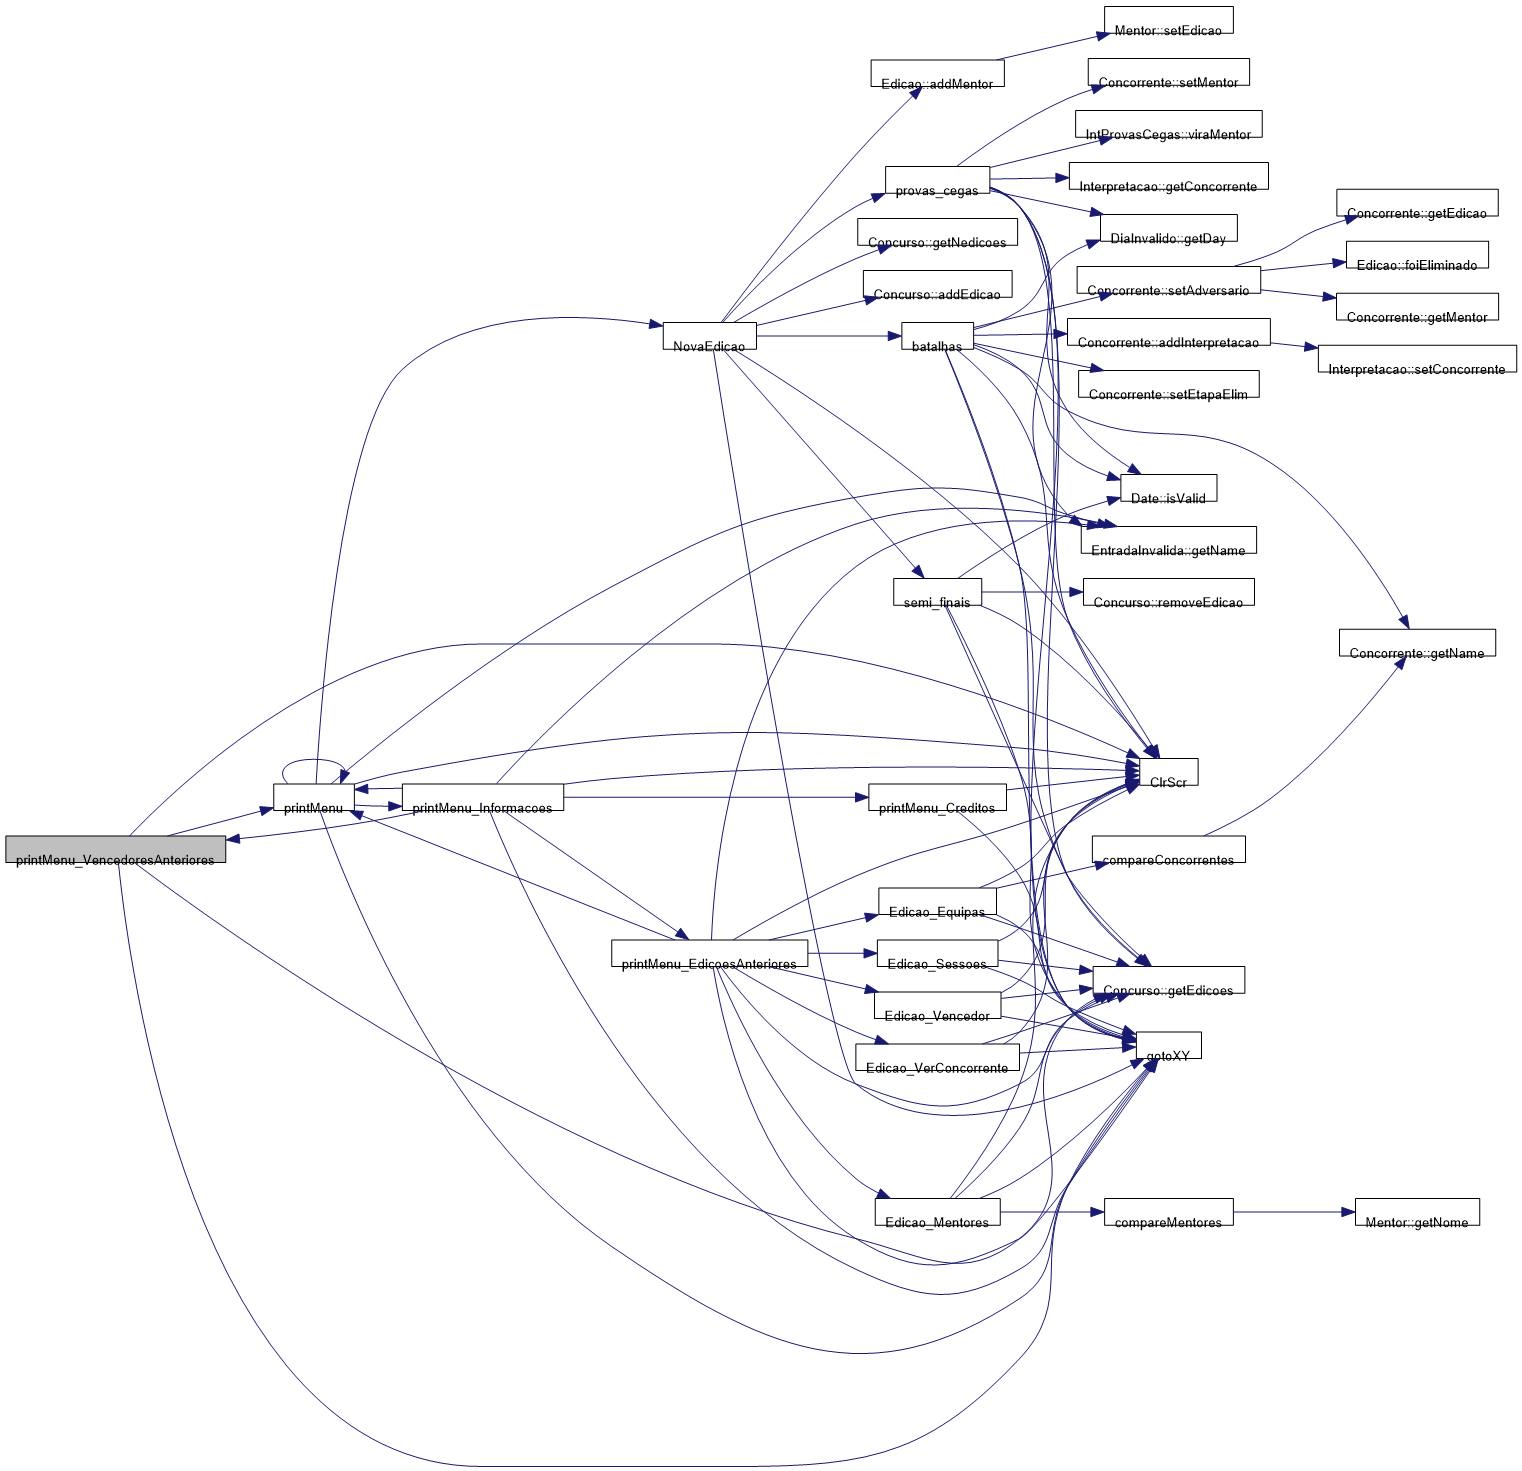 Mentor::setEdicao
Edicao::addMentor
Concorrente::setMentor
IntProvasCegas::viraMentor
provas_cegas
Interpretacao::getConcorrente
Concorrente::getEdicao
Concurso::getNedicoes
DiaInvalido::getDay
Edicao::foiEliminado
Concurso::addEdicao
Concorrente::setAdversario
Concorrente::getMentor
NovaEdicao
batalhas
Concorrente::addInterpretacao
Interpretacao::setConcorrente
Concorrente::setEtapaElim
Date::isValid
EntradaInvalida::getName
semi_finais
Concurso::removeEdicao
Concorrente::getName
ClrScr
printMenu
printMenu_Informacoes
printMenu_Creditos
printMenu_VencedoresAnteriores
compareConcorrentes
Edicao_Equipas
printMenu_EdicoesAnteriores
Edicao_Sessoes
Concurso::getEdicoes
Edicao_Vencedor
gotoXY
Edicao_VerConcorrente
Edicao_Mentores
compareMentores
Mentor::getNome